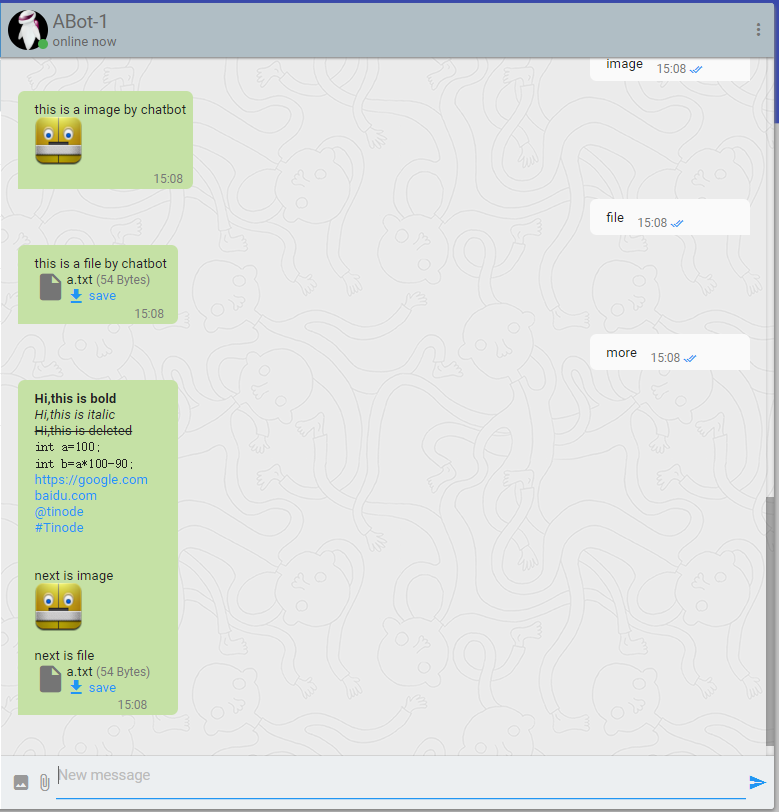 ABot-1
online now
image 15:08
this is a image by chatbot
15:08
file 15:08
this is a file by chatbot
a.txt (54 Bytes)
save
15:08
more 15:08
Hi,this is bold
Hi,this is italic
Hi,this is deleted
int a=100;
int b=a*100-90;
https://google.com
baidu.com
@tinode
#Tinode
next is image
next is file
a.txt (54 Bytes)
save
15:08
New message